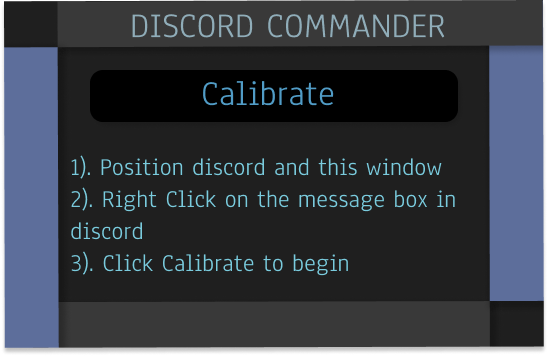 DISCORD COMMANDER
Calibrate
1). Position discord and this window
2). Right Click on the message box in
discord
3). Click Calibrate to begin